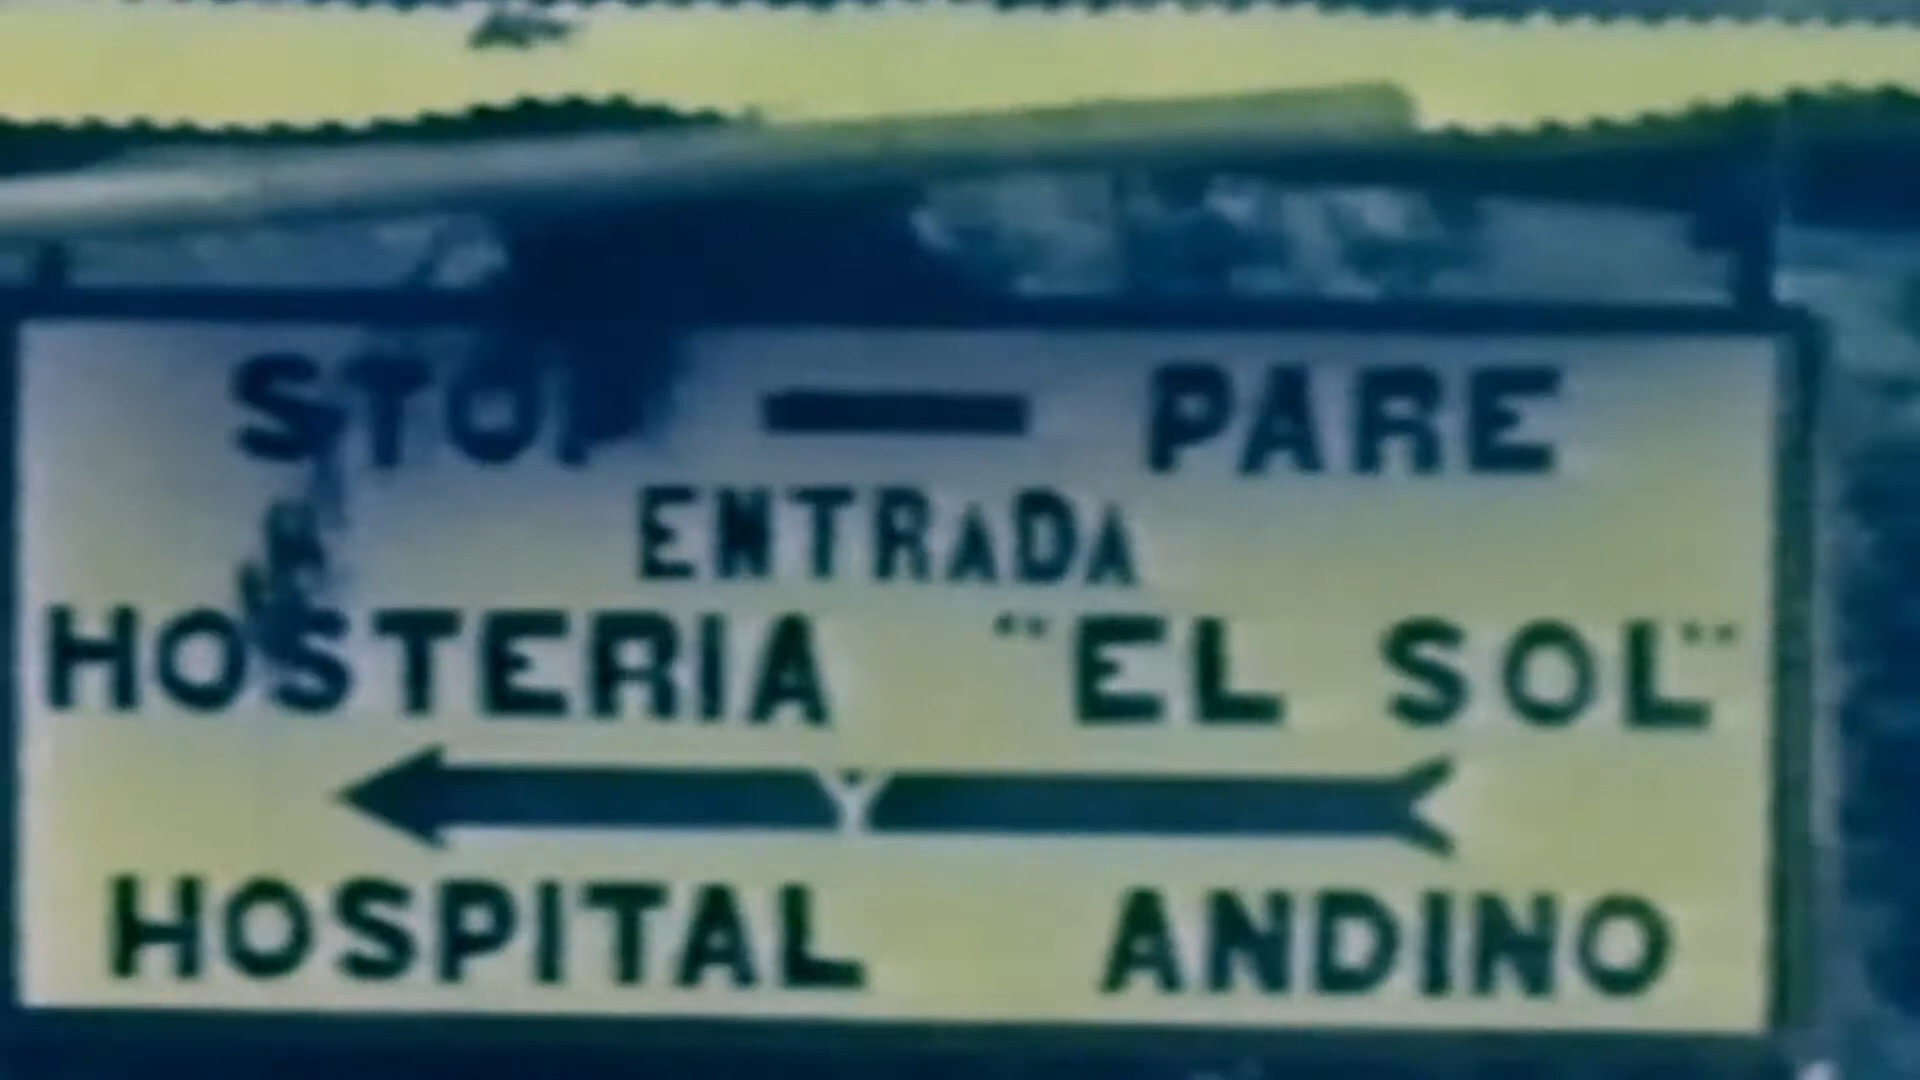 STOP — PARE
ENTRADA
HOSTERIA "EL SOL"
Y
HOSPITAL ANDINO